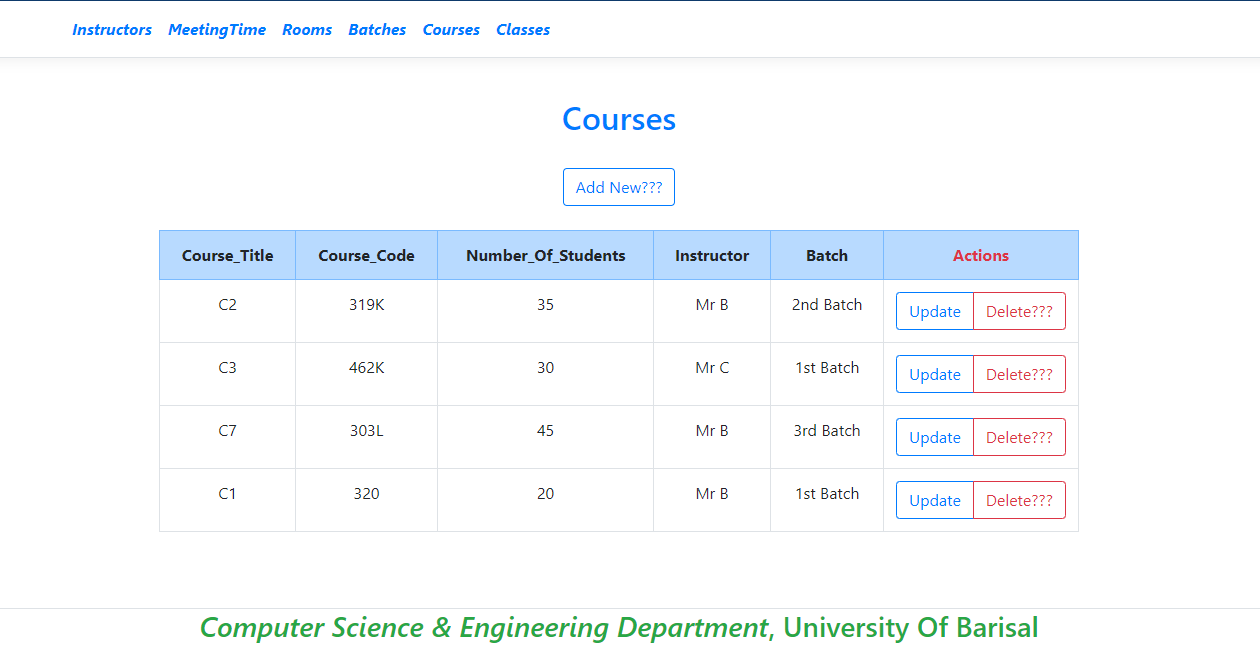 Instructors MeetingTime Rooms Batches Courses Classes
Courses
Add New???
Course_Title Course_Code Number_Of_Students Instructor Batch Actions
C2 319K 35 Mr B 2nd Batch Update Delete???
C3 462K 30 Mr C 1st Batch Update Delete???
C7 303L 45 Mr B 3rd Batch Update Delete???
C1 320 20 Mr B 1st Batch Update Delete???
Computer Science & Engineering Department, University Of Barisal